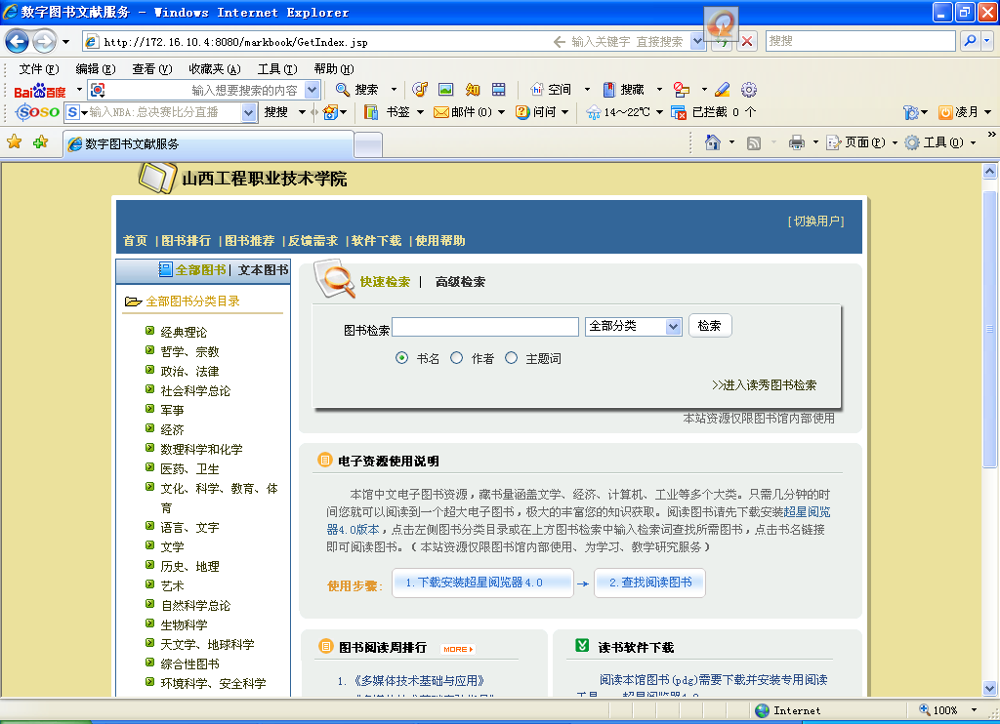 数字图书文献服务 - Windows Internet Explorer
http://172.16.10.4:8080/markbook/GetIndex.jsp
输入关键字 直接搜索
搜搜
文件(F) 编辑(E) 查看(V) 收藏夹(A) 工具(T) 帮助(H)
Bai百度 输入想要搜索的内容 搜索 空间 搜藏
SOSO S 输入NBA:总决赛比分直播 搜搜 书签 邮件(0) 问问 14～22℃ 已拦截 0 个 凌月
数字图书文献服务
页面(P) 工具(O) »
山西工程职业技术学院
[切换用户]
首页 |图书排行 |图书推荐 |反馈需求 |软件下载 |使用帮助
全部图书| 文本图书
全部图书分类目录
经典理论
哲学、宗教
政治、法律
社会科学总论
军事
经济
数理科学和化学
医药、卫生
文化、科学、教育、体
育
语言、文字
文学
历史、地理
艺术
自然科学总论
生物科学
天文学、地球科学
综合性图书
环境科学、安全科学
快速检索 | 高级检索
图书检索 全部分类 检索
书名 作者 主题词
>>进入读秀图书检索
本站资源仅限图书馆内部使用
电子资源使用说明
本馆中文电子图书资源，藏书量涵盖文学、经济、计算机、工业等多个大类。只需几分钟的时
间您就可以阅读到一个超大电子图书，极大的丰富您的知识获取。阅读图书请先下载安装超星阅览
器4.0版本，点击左侧图书分类目录或在上方图书检索中输入检索词查找所需图书，点击书名链接
即可阅读图书。(本站资源仅限图书馆内部使用、为学习、教学研究服务)
使用步骤: 1.下载安装超星阅览器4.0 → 2.查找阅读图书
图书阅读周排行 MORE
1. 《多媒体技术基础与应用》
读书软件下载
阅读本馆图书(pdg)需要下载并安装专用阅读
Internet
100%